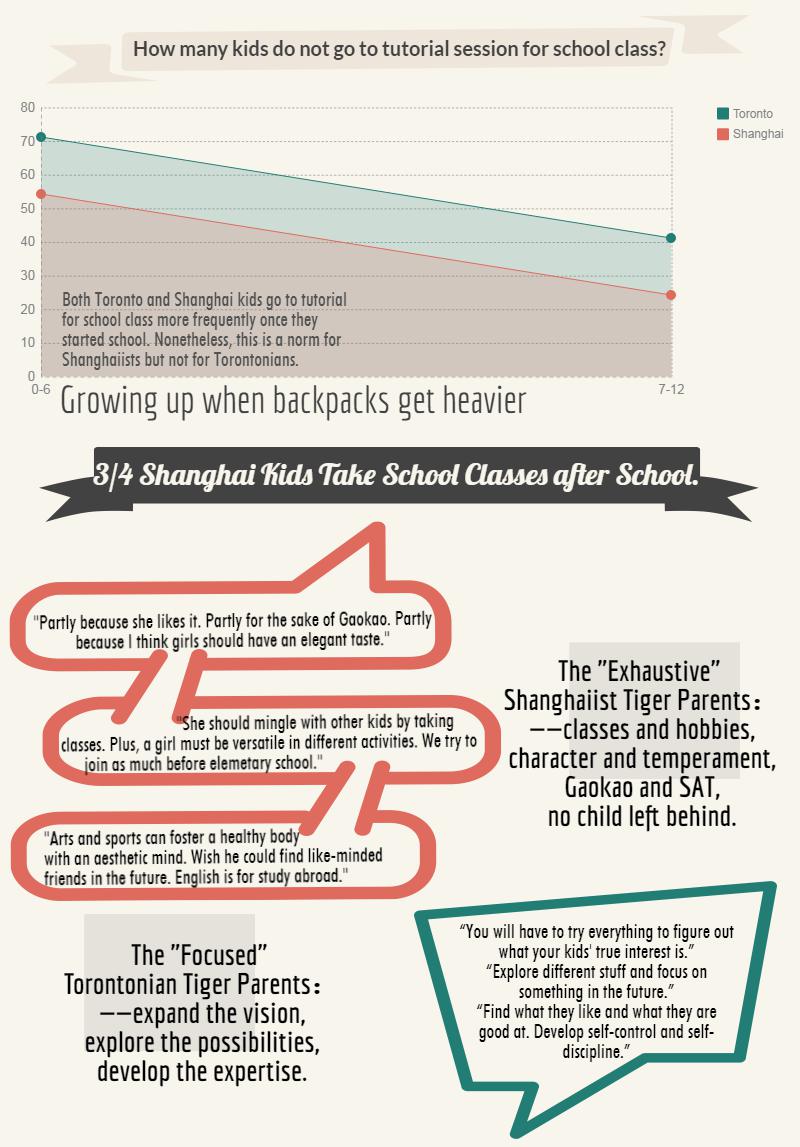 How many kids do not go to tutorial session for school class?
80
70
60
50
40
30
20
10
0
Toronto
Shanghai
Both Toronto and Shanghai kids go to tutorial
for school class more frequently once they
started school. Nonetheless, this is a norm for
Shanghaiists but not for Torontonians.
0-6
7-12
Growing up when backpacks get heavier
3/4 Shanghai Kids Take School Classes after School.
"Partly because she likes it. Partly for the sake of Gaokao. Partly
because I think girls should have an elegant taste."
"She should mingle with other kids by taking
classes. Plus, a girl must be versatile in different activities. We try to
join as much before elemetary school."
"Arts and sports can foster a healthy body
with an aesthetic mind. Wish he could find like-minded
friends in the future. English is for study abroad."
The "Exhaustive"
Shanghaiist Tiger Parents:
——classes and hobbies,
character and temperament,
Gaokao and SAT,
no child left behind.
The "Focused"
Torontonian Tiger Parents:
——expand the vision,
explore the possibilities,
develop the expertise.
“You will have to try everything to figure out
what your kids' true interest is.”
“Explore different stuff and focus on
something in the future.”
“Find what they like and what they are
good at. Develop self-control and self-
discipline.”